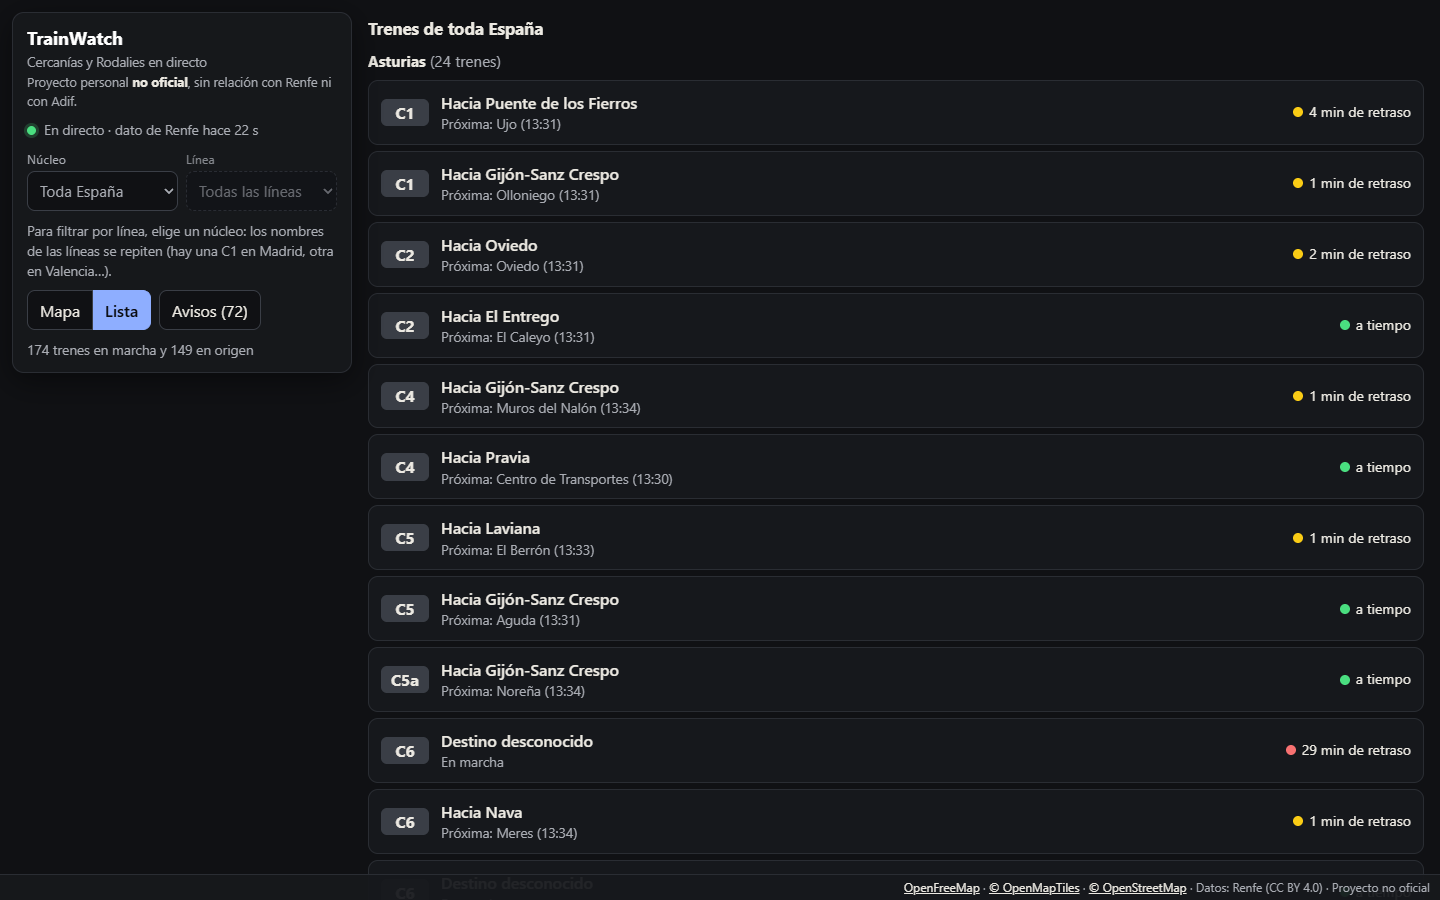 TrainWatch
Cercanías y Rodalies en directo
Proyecto personal no oficial, sin relación con Renfe ni
con Adif.
En directo · dato de Renfe hace 22 s
Núcleo
Línea
Toda España
Todas las líneas
Para filtrar por línea, elige un núcleo: los nombres
de las líneas se repiten (hay una C1 en Madrid, otra
en Valencia...).
Mapa
Lista
Avisos (72)
174 trenes en marcha y 149 en origen
Trenes de toda España
Asturias (24 trenes)
C1
Hacia Puente de los Fierros
Próxima: Ujo (13:31)
4 min de retraso
C1
Hacia Gijón-Sanz Crespo
Próxima: Olloniego (13:31)
1 min de retraso
C2
Hacia Oviedo
Próxima: Oviedo (13:31)
2 min de retraso
C2
Hacia El Entrego
Próxima: El Caleyo (13:31)
a tiempo
C4
Hacia Gijón-Sanz Crespo
Próxima: Muros del Nalón (13:34)
1 min de retraso
C4
Hacia Pravia
Próxima: Centro de Transportes (13:30)
a tiempo
C5
Hacia Laviana
Próxima: El Berrón (13:33)
1 min de retraso
C5
Hacia Gijón-Sanz Crespo
Próxima: Aguda (13:31)
a tiempo
C5a
Hacia Gijón-Sanz Crespo
Próxima: Noreña (13:34)
a tiempo
C6
Destino desconocido
En marcha
29 min de retraso
C6
Hacia Nava
Próxima: Meres (13:34)
1 min de retraso
C6
Destino desconocido
OpenFreeMap · © OpenMapTiles · © OpenStreetMap · Datos: Renfe (CC BY 4.0) · Proyecto no oficial